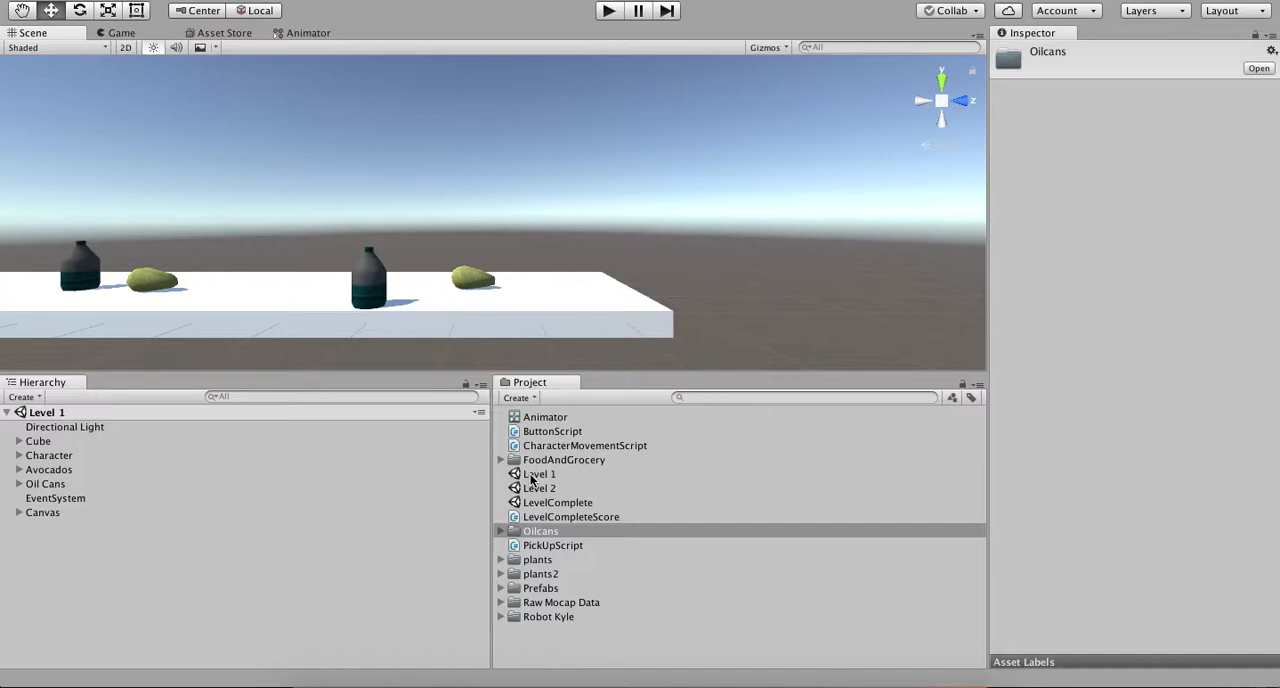 Center Local Collab Account Layers Layout
Scene Game Asset Store Animator Inspector
Shaded 2D Gizmos All
Oilcans
Open
y
z
Hierarchy Project
Create All Create
Level 1
Directional Light
Cube
Character
Avocados
Oil Cans
EventSystem
Canvas
Animator
ButtonScript
CharacterMovementScript
FoodAndGrocery
Level 1
Level 2
LevelComplete
LevelCompleteScore
Oilcans
PickUpScript
plants
plants2
Prefabs
Raw Mocap Data
Robot Kyle
Asset Labels